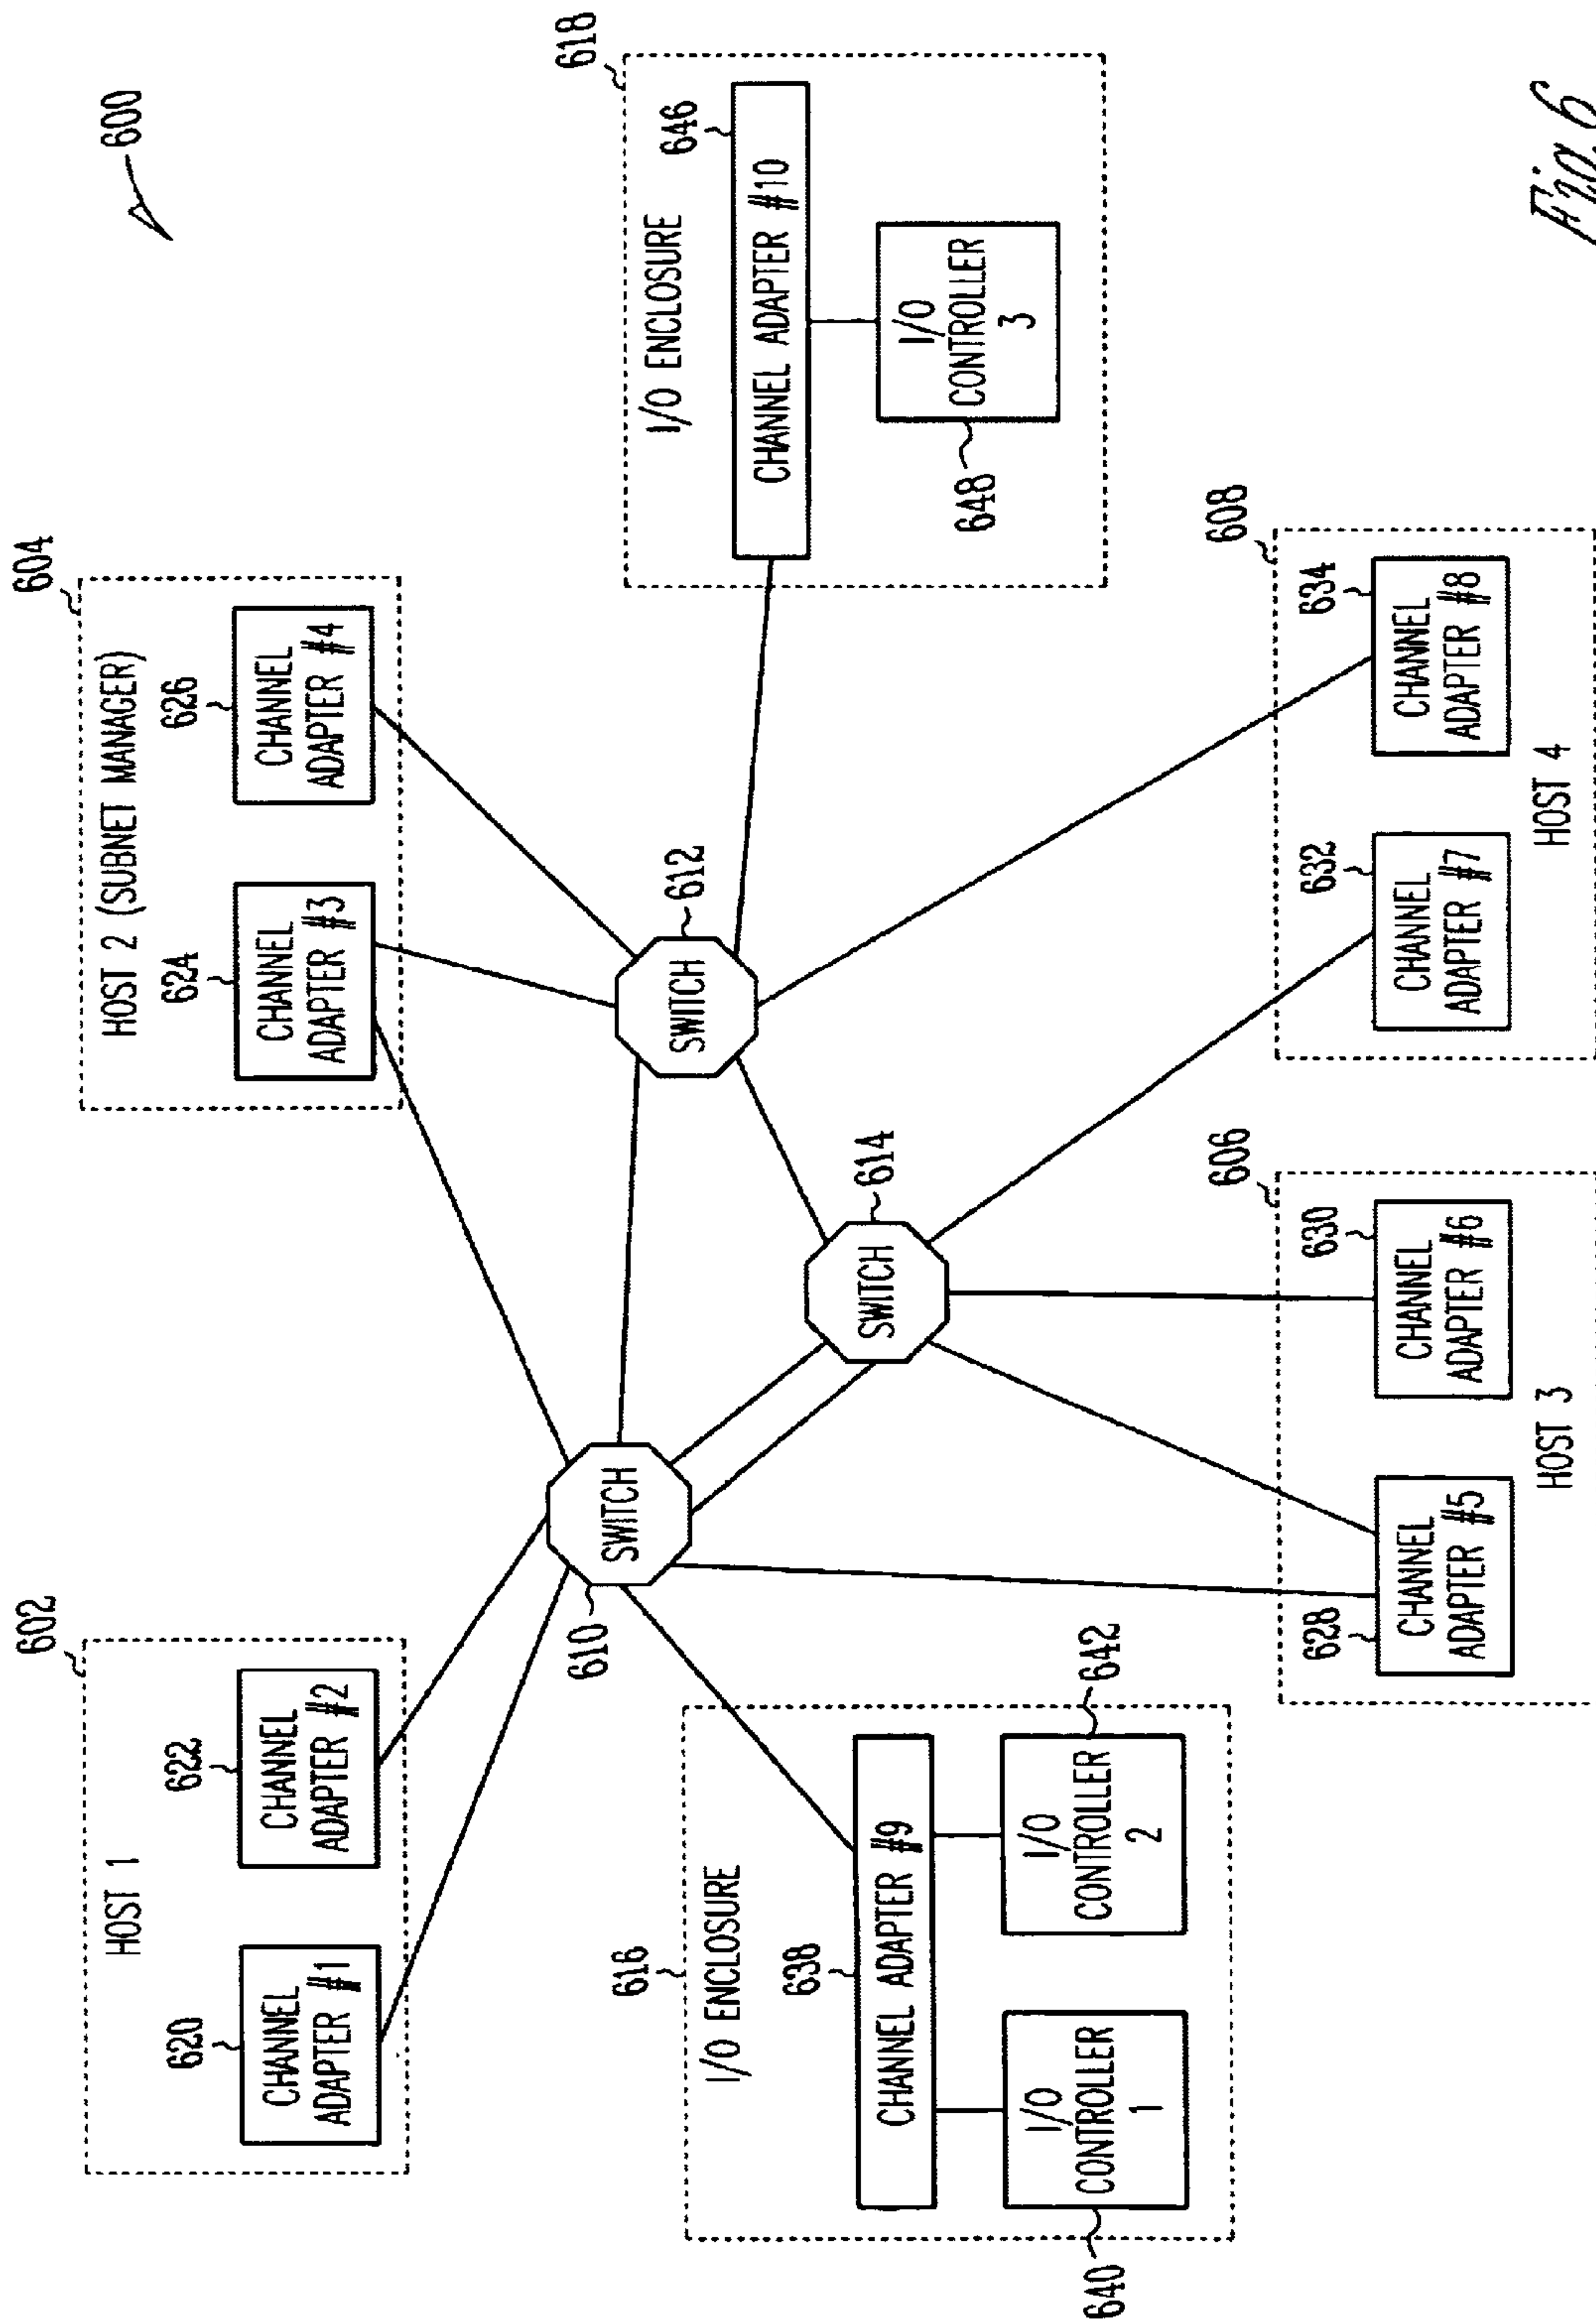 600
602
HOST 1
620
CHANNEL
ADAPTER #1
622
CHANNEL
ADAPTER #2
604
HOST 2 (SUBNET MANAGER)
624
CHANNEL
ADAPTER #3
626
CHANNEL
ADAPTER #4
618
I/O ENCLOSURE
646
CHANNEL ADAPTER #10
648
I/O
CONTROLLER
3
610
SWITCH
612
SWITCH
614
SWITCH
616
I/O ENCLOSURE
638
CHANNEL ADAPTER #9
640
I/O
CONTROLLER
1
642
I/O
CONTROLLER
2
606
628
CHANNEL
ADAPTER #5
630
CHANNEL
ADAPTER #6
HOST 3
608
632
CHANNEL
ADAPTER #7
634
CHANNEL
ADAPTER #8
HOST 4
Fig. 6